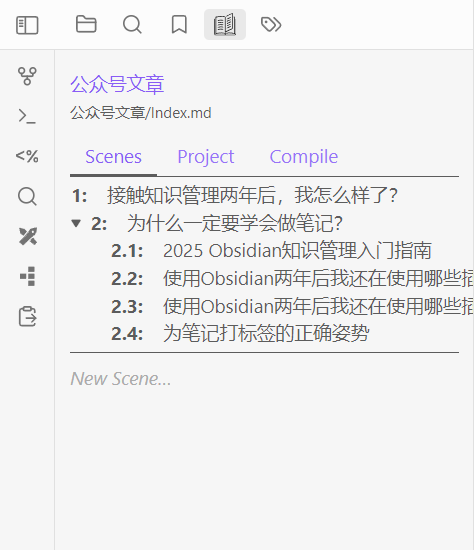 公众号文章
公众号文章/Index.md
Scenes Project Compile
1: 接触知识管理两年后，我怎么样了？
2: 为什么一定要学会做笔记？
2.1: 2025 Obsidian知识管理入门指南
2.2: 使用Obsidian两年后我还在使用哪些插
2.3: 使用Obsidian两年后我还在使用哪些插
2.4: 为笔记打标签的正确姿势
New Scene...